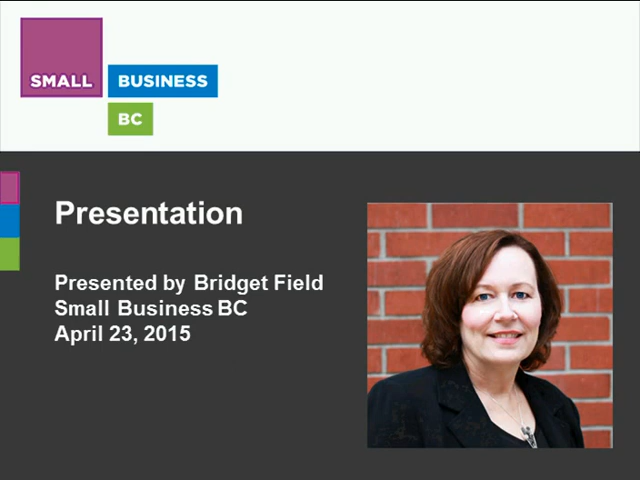 SMALL
BUSINESS
BC
Presentation
Presented by Bridget Field
Small Business BC
April 23, 2015